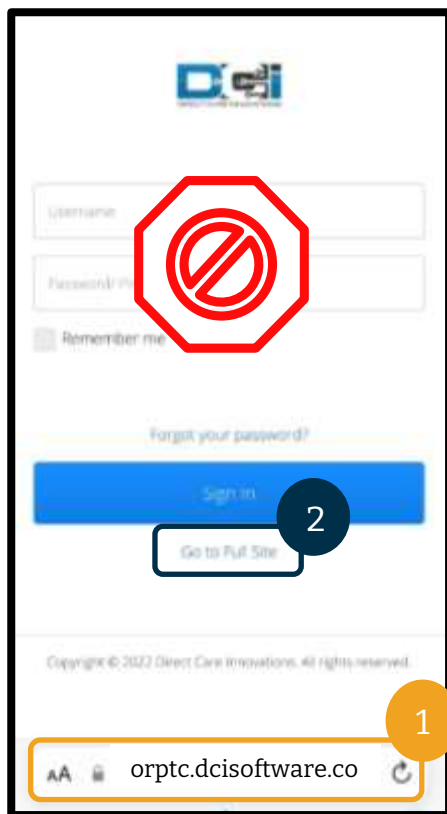 DCi
Username
Password/
Remember me
Forgot your password?
Sign In
2
Go to Full Site
Copyright © 2022 Direct Care Innovations. All rights reserved.
1
AA orptc.dcisoftware.co